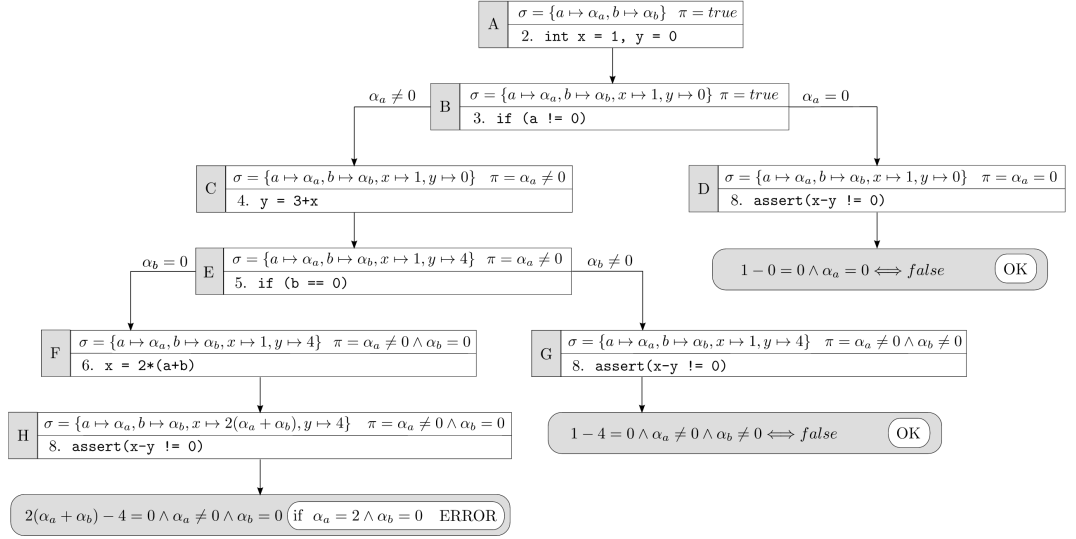 A σ = {a ↦ α_a, b ↦ α_b} π = true
2. int x = 1, y = 0
B σ = {a ↦ α_a, b ↦ α_b, x ↦ 1, y ↦ 0} π = true
3. if (a != 0)
α_a ≠ 0
α_a = 0
C σ = {a ↦ α_a, b ↦ α_b, x ↦ 1, y ↦ 0} π = α_a ≠ 0
4. y = 3+x
D σ = {a ↦ α_a, b ↦ α_b, x ↦ 1, y ↦ 0} π = α_a = 0
8. assert(x-y != 0)
1 − 0 = 0 ∧ α_a = 0 ⟺ false OK
E σ = {a ↦ α_a, b ↦ α_b, x ↦ 1, y ↦ 4} π = α_a ≠ 0
5. if (b == 0)
α_b = 0
α_b ≠ 0
F σ = {a ↦ α_a, b ↦ α_b, x ↦ 1, y ↦ 4} π = α_a ≠ 0 ∧ α_b = 0
6. x = 2*(a+b)
G σ = {a ↦ α_a, b ↦ α_b, x ↦ 1, y ↦ 4} π = α_a ≠ 0 ∧ α_b ≠ 0
8. assert(x-y != 0)
H σ = {a ↦ α_a, b ↦ α_b, x ↦ 2(α_a + α_b), y ↦ 4} π = α_a ≠ 0 ∧ α_b = 0
8. assert(x-y != 0)
1 − 4 = 0 ∧ α_a ≠ 0 ∧ α_b ≠ 0 ⟺ false OK
2(α_a + α_b) − 4 = 0 ∧ α_a ≠ 0 ∧ α_b = 0 if α_a = 2 ∧ α_b = 0 ERROR